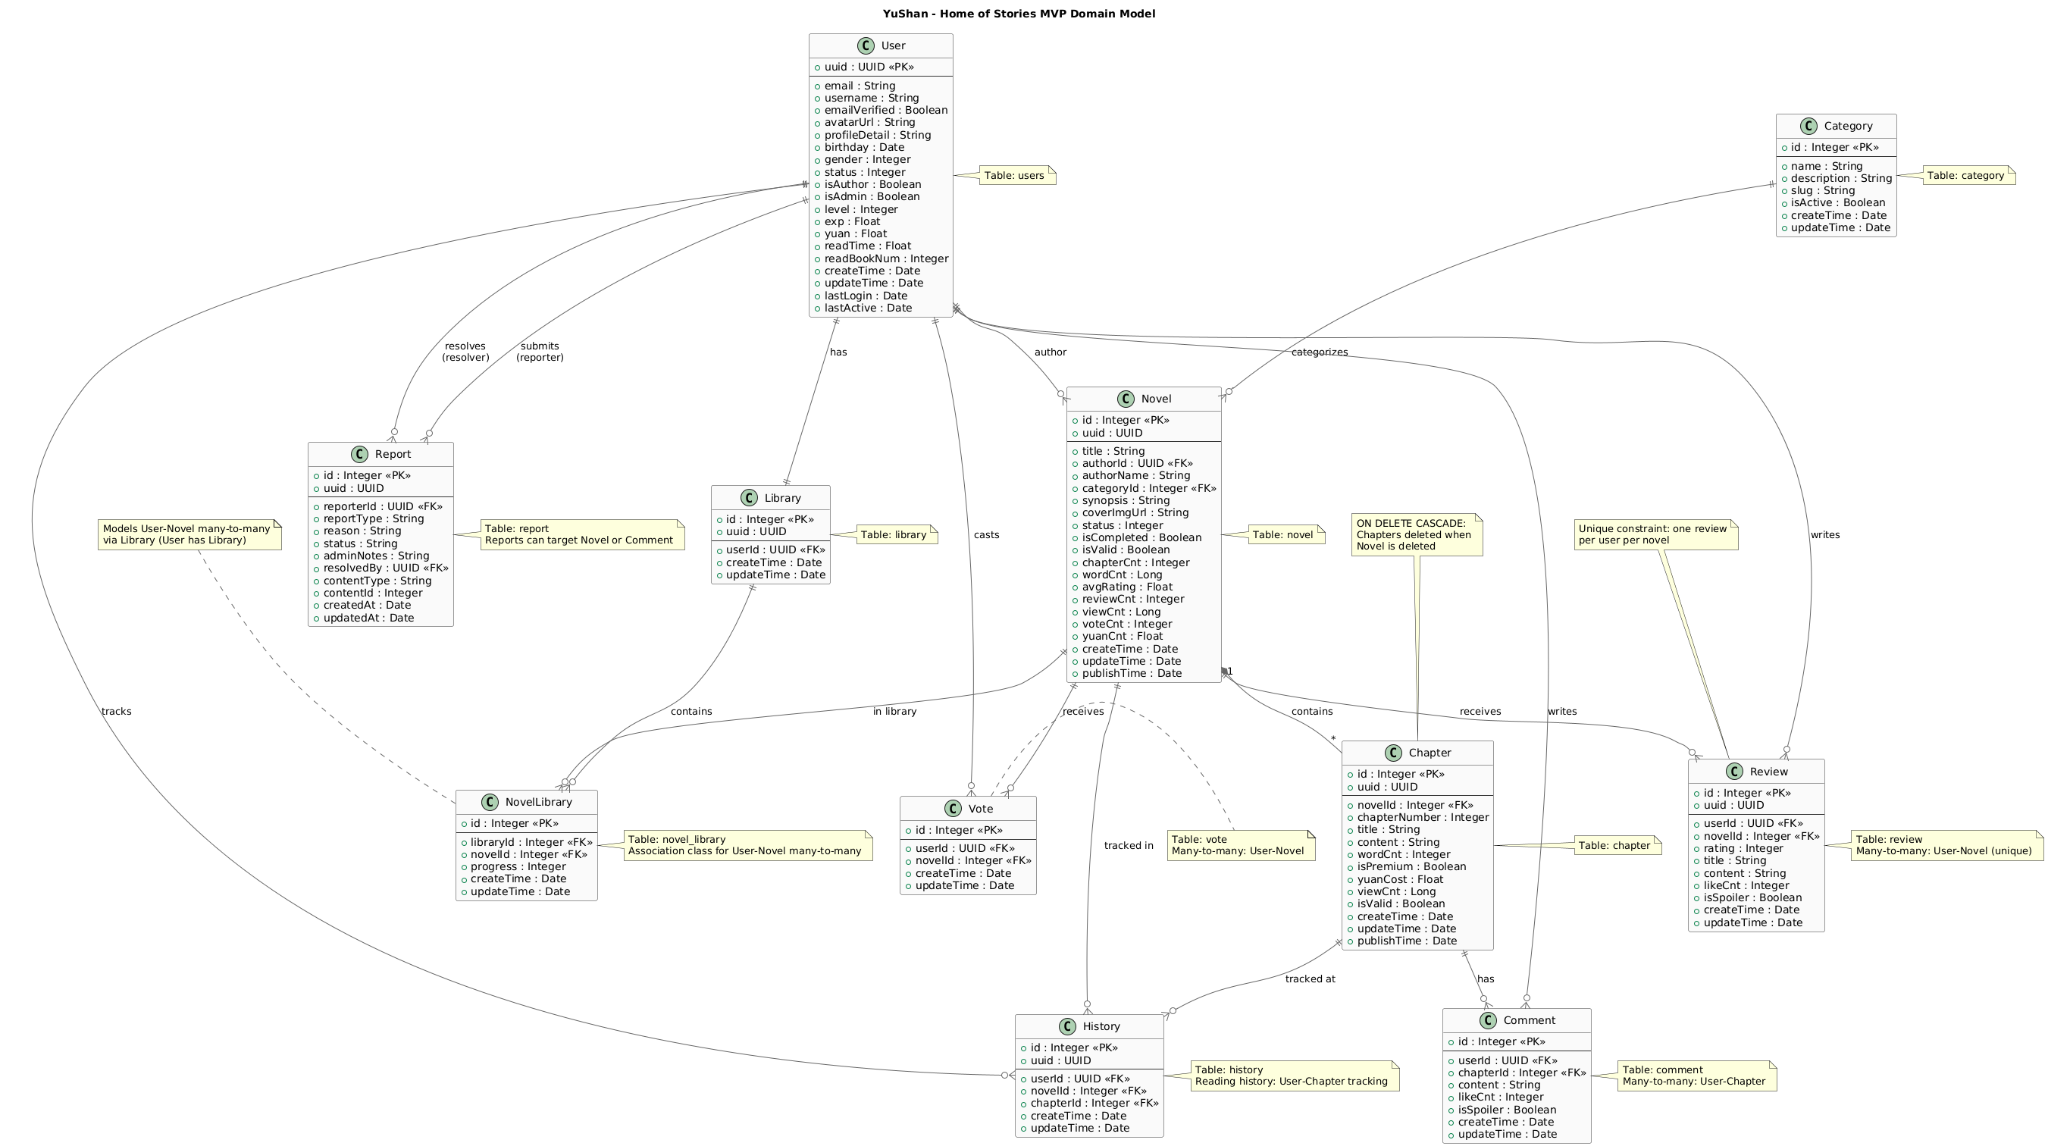 YuShan - Home of Stories MVP Domain Model
C User
uuid : UUID «PK»
email : String
username : String
emailVerified : Boolean
avatarUrl : String
profileDetail : String
birthday : Date
gender : Integer
status : Integer
isAuthor : Boolean
isAdmin : Boolean
level : Integer
exp : Float
yuan : Float
readTime : Float
readBookNum : Integer
createTime : Date
updateTime : Date
lastLogin : Date
lastActive : Date
Table: users
C Category
id : Integer «PK»
name : String
description : String
slug : String
isActive : Boolean
createTime : Date
updateTime : Date
Table: category
resolves
(resolver)
submits
(reporter)
has
author
categorizes
C Report
id : Integer «PK»
uuid : UUID
reporterId : UUID «FK»
reportType : String
reason : String
status : String
adminNotes : String
resolvedBy : UUID «FK»
contentType : String
contentId : Integer
createdAt : Date
updatedAt : Date
Table: report
Reports can target Novel or Comment
Models User-Novel many-to-many
via Library (User has Library)
C Library
id : Integer «PK»
uuid : UUID
userId : UUID «FK»
createTime : Date
updateTime : Date
Table: library
casts
C Novel
id : Integer «PK»
uuid : UUID
title : String
authorId : UUID «FK»
authorName : String
categoryId : Integer «FK»
synopsis : String
coverImgUrl : String
status : Integer
isCompleted : Boolean
isValid : Boolean
chapterCnt : Integer
wordCnt : Long
avgRating : Float
reviewCnt : Integer
viewCnt : Long
voteCnt : Integer
yuanCnt : Float
createTime : Date
updateTime : Date
publishTime : Date
Table: novel
ON DELETE CASCADE:
Chapters deleted when
Novel is deleted
Unique constraint: one review
per user per novel
writes
1
tracks
contains
in library
receives
contains
receives
writes
*
C NovelLibrary
id : Integer «PK»
libraryId : Integer «FK»
novelId : Integer «FK»
progress : Integer
createTime : Date
updateTime : Date
Table: novel_library
Association class for User-Novel many-to-many
C Vote
id : Integer «PK»
userId : UUID «FK»
novelId : Integer «FK»
createTime : Date
updateTime : Date
tracked in
Table: vote
Many-to-many: User-Novel
C Chapter
id : Integer «PK»
uuid : UUID
novelId : Integer «FK»
chapterNumber : Integer
title : String
content : String
wordCnt : Integer
isPremium : Boolean
yuanCost : Float
viewCnt : Long
isValid : Boolean
createTime : Date
updateTime : Date
publishTime : Date
Table: chapter
C Review
id : Integer «PK»
uuid : UUID
userId : UUID «FK»
novelId : Integer «FK»
rating : Integer
title : String
content : String
likeCnt : Integer
isSpoiler : Boolean
createTime : Date
updateTime : Date
Table: review
Many-to-many: User-Novel (unique)
tracked at
has
C History
id : Integer «PK»
uuid : UUID
userId : UUID «FK»
novelId : Integer «FK»
chapterId : Integer «FK»
createTime : Date
updateTime : Date
Table: history
Reading history: User-Chapter tracking
C Comment
id : Integer «PK»
userId : UUID «FK»
chapterId : Integer «FK»
content : String
likeCnt : Integer
isSpoiler : Boolean
createTime : Date
updateTime : Date
Table: comment
Many-to-many: User-Chapter